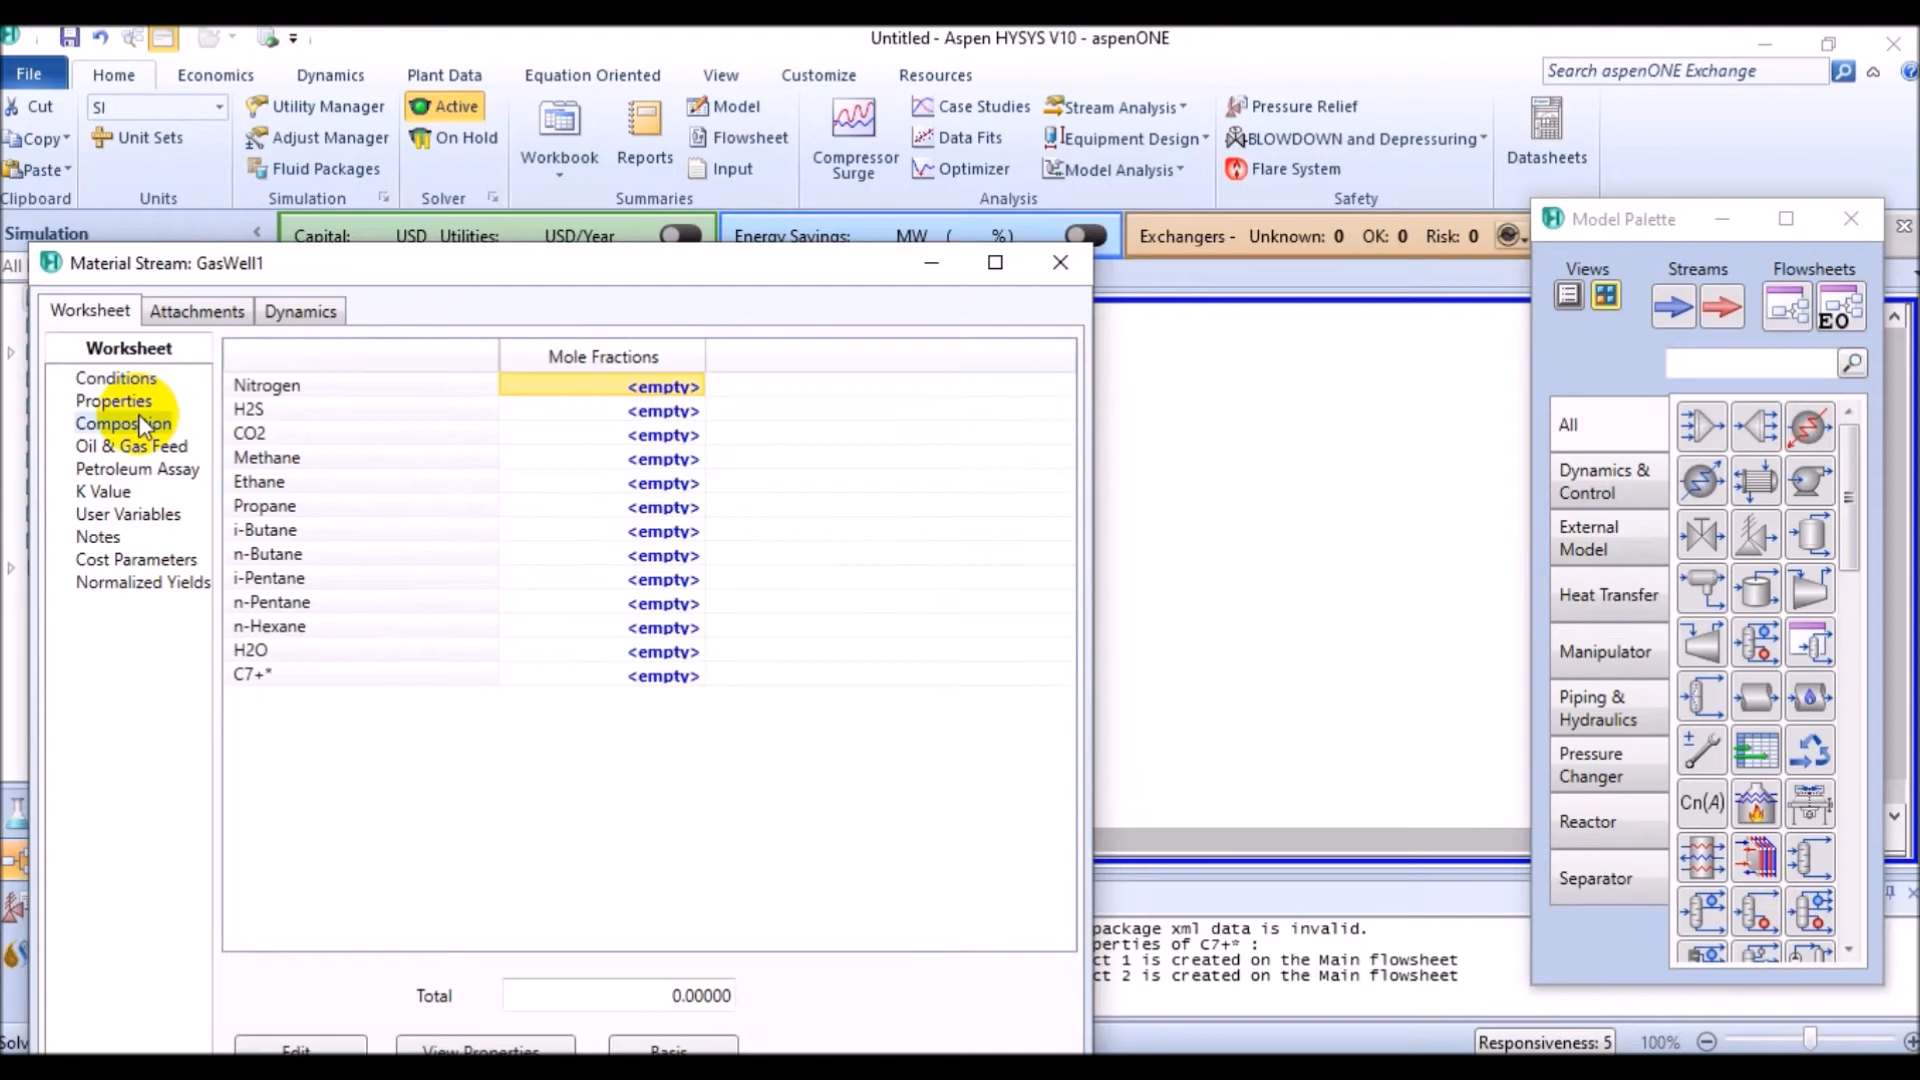 Untitled - Aspen HYSYS V10 - aspenONE
File
Home
Economics
Dynamics
Plant Data
Equation Oriented
View
Customize
Resources
Search aspenONE Exchange
Cut
Copy
Paste
Clipboard
SI
Unit Sets
Units
Utility Manager
Adjust Manager
Fluid Packages
Simulation
Active
On Hold
Solver
Workbook
Reports
Model
Flowsheet
Input
Summaries
Compressor
Surge
Case Studies
Data Fits
Optimizer
Stream Analysis
Equipment Design
Model Analysis
Analysis
Pressure Relief
BLOWDOWN and Depressuring
Flare System
Safety
Datasheets
Simulation
Capital: USD Utilities: USD/Year
Energy Savings: MW ( %)
Exchangers - Unknown: 0 OK: 0 Risk: 0
All
Material Stream: GasWell1
Worksheet
Attachments
Dynamics
Worksheet
Conditions
Properties
Composition
Oil & Gas Feed
Petroleum Assay
K Value
User Variables
Notes
Cost Parameters
Normalized Yields
Mole Fractions
Nitrogen <empty>
H2S <empty>
CO2 <empty>
Methane <empty>
Ethane <empty>
Propane <empty>
i-Butane <empty>
n-Butane <empty>
i-Pentane <empty>
n-Pentane <empty>
n-Hexane <empty>
H2O <empty>
C7+* <empty>
Total 0.00000
Edit
View Properties
Basis
Model Palette
Views
Streams
Flowsheets
EO
All
Dynamics &
Control
External
Model
Heat Transfer
Manipulator
Piping &
Hydraulics
Pressure
Changer
Reactor
Separator
Cn(A)
package xml data is invalid.
perties of C7+* :
ct 1 is created on the Main flowsheet
ct 2 is created on the Main flowsheet
Solv
Responsiveness: 5
100%